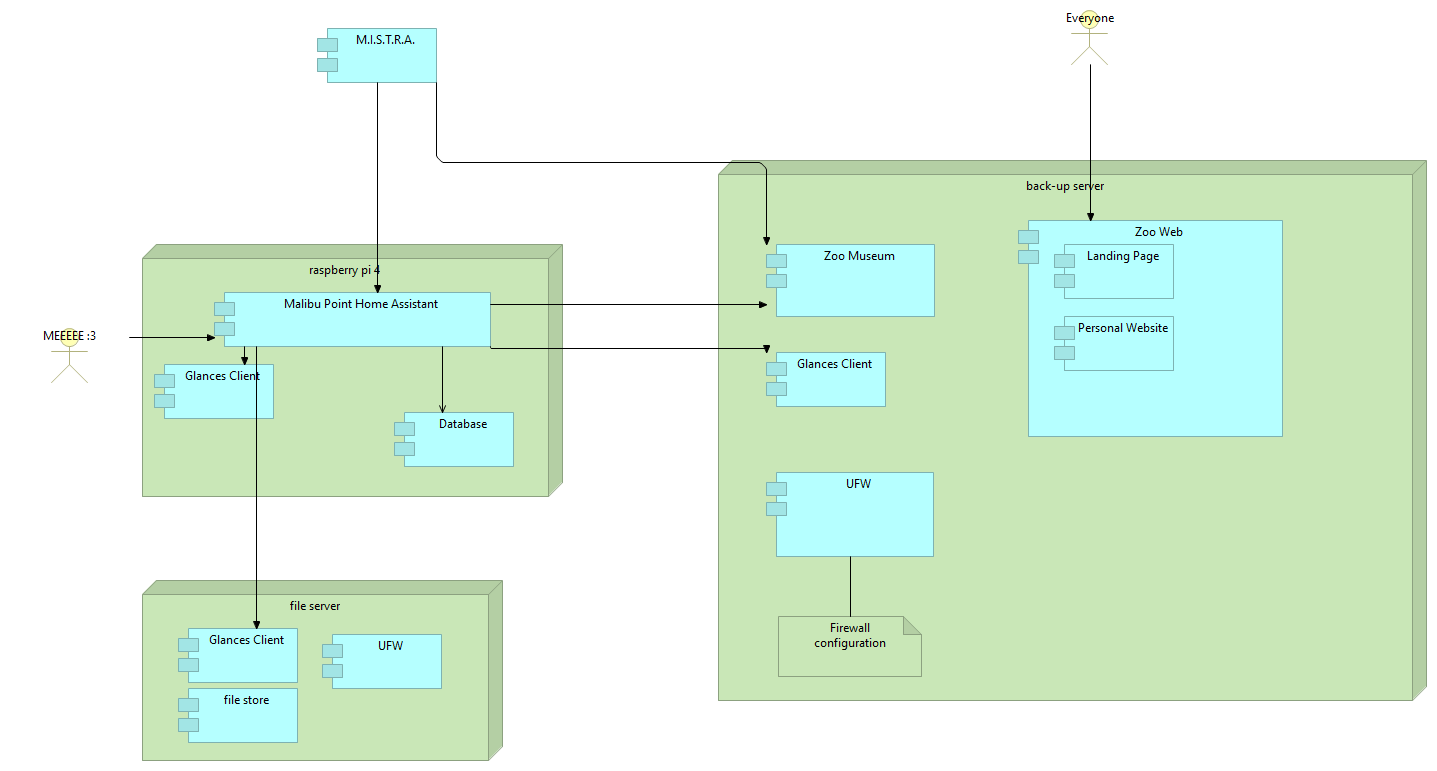 Everyone
M.I.S.T.R.A.
back-up server
Zoo Web
Zoo Museum
Landing Page
raspberry pi 4
Malibu Point Home Assistant
Personal Website
MEEEEE :3
Glances Client
Glances Client
Database
UFW
file server
Firewall
configuration
Glances Client
UFW
file store